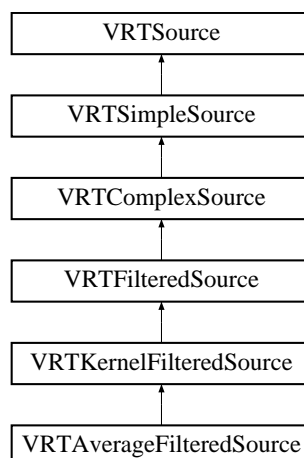 VRTSource
VRTSimpleSource
VRTComplexSource
VRTFilteredSource
VRTKernelFilteredSource
VRTAverageFilteredSource